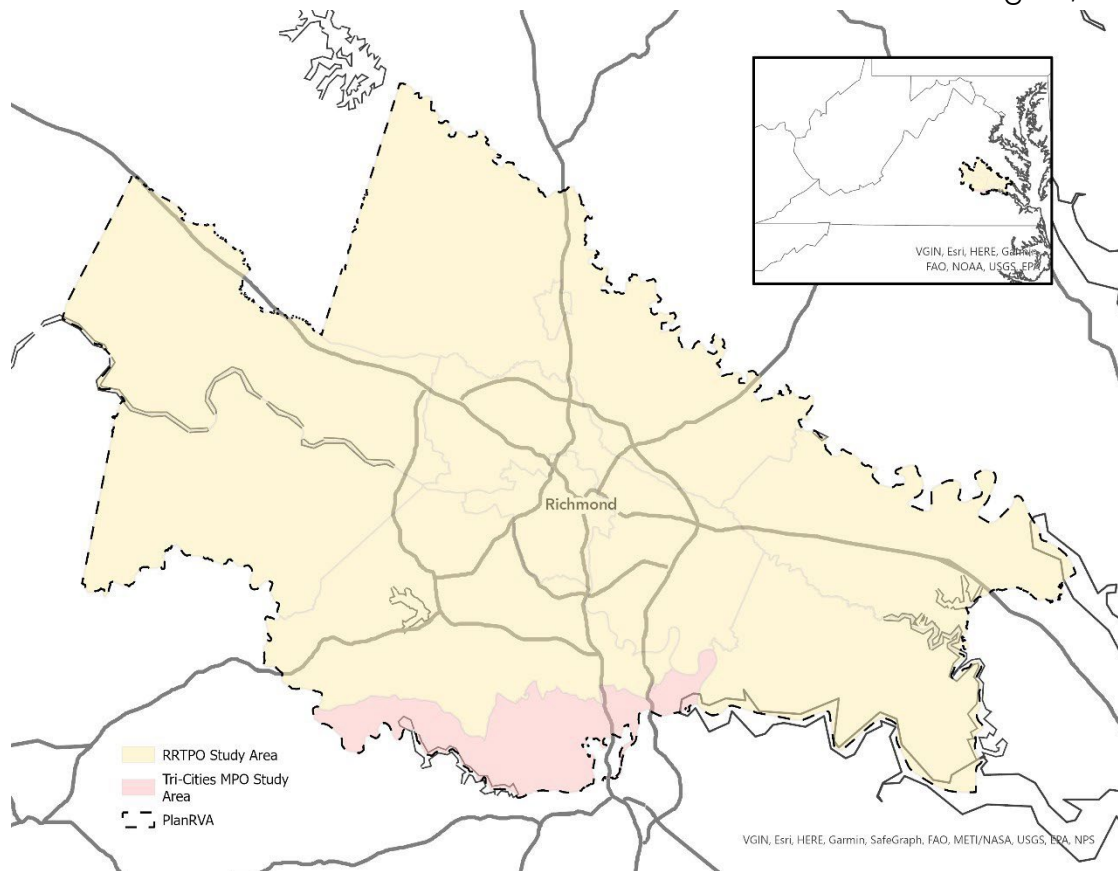 VGIN, Esri, HERE, Garmin,
FAO, NOAA, USGS, EPA
Richmond
RRTPO Study Area
Tri-Cities MPO Study
Area
PlanRVA
VGIN, Esri, HERE, Garmin, SafeGraph, FAO, METI/NASA, USGS, EPA, NPS